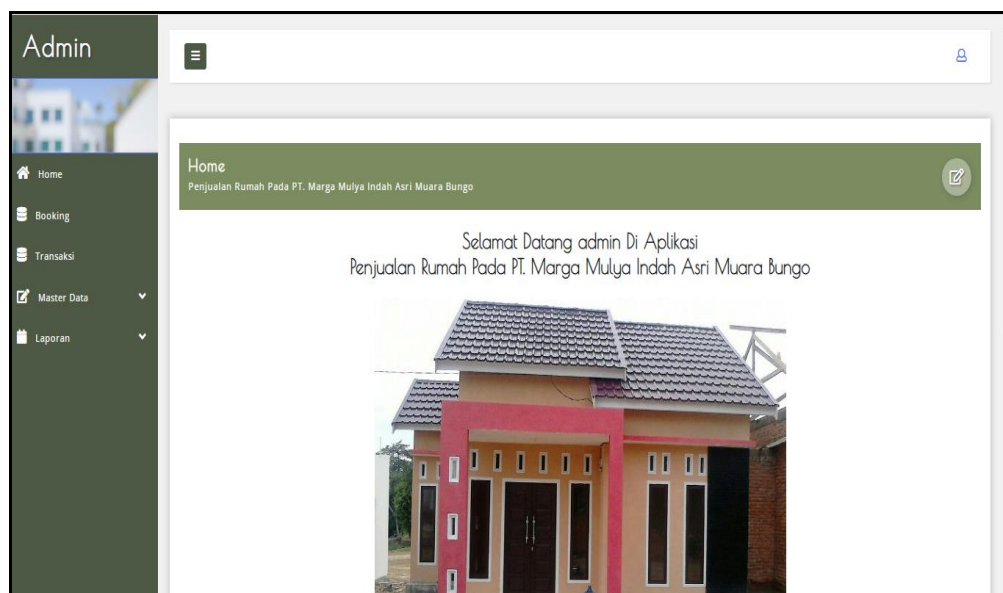 Admin
Home
Booking
Transaksi
Master Data
Laporan
Home
Penjualan Rumah Pada PT. Marga Mulya Indah Asri Muara Bungo
Selamat Datang admin Di Aplikasi
Penjualan Rumah Pada PT. Marga Mulya Indah Asri Muara Bungo